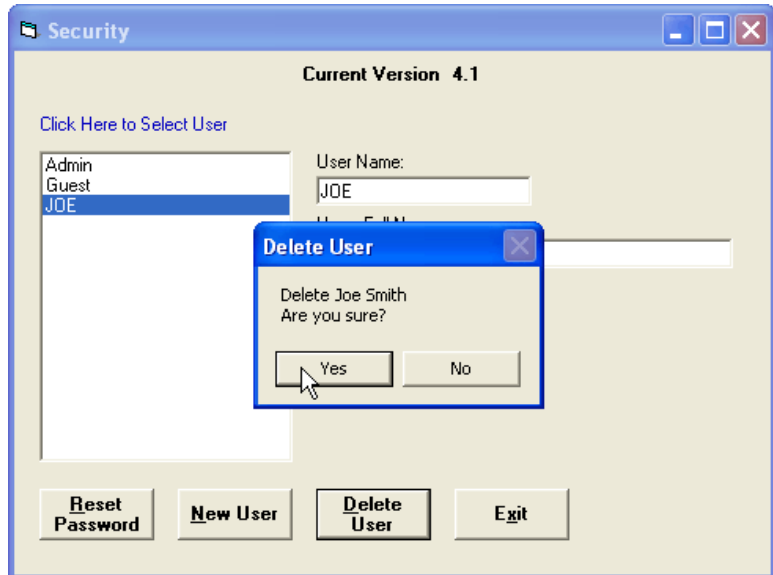 Security
Current Version 4.1
Click Here to Select User
Admin
Guest
JOE
User Name:
JOE
Delete User
Delete Joe Smith
Are you sure?
Yes
No
Reset
Password
New User
Delete
User
Exit